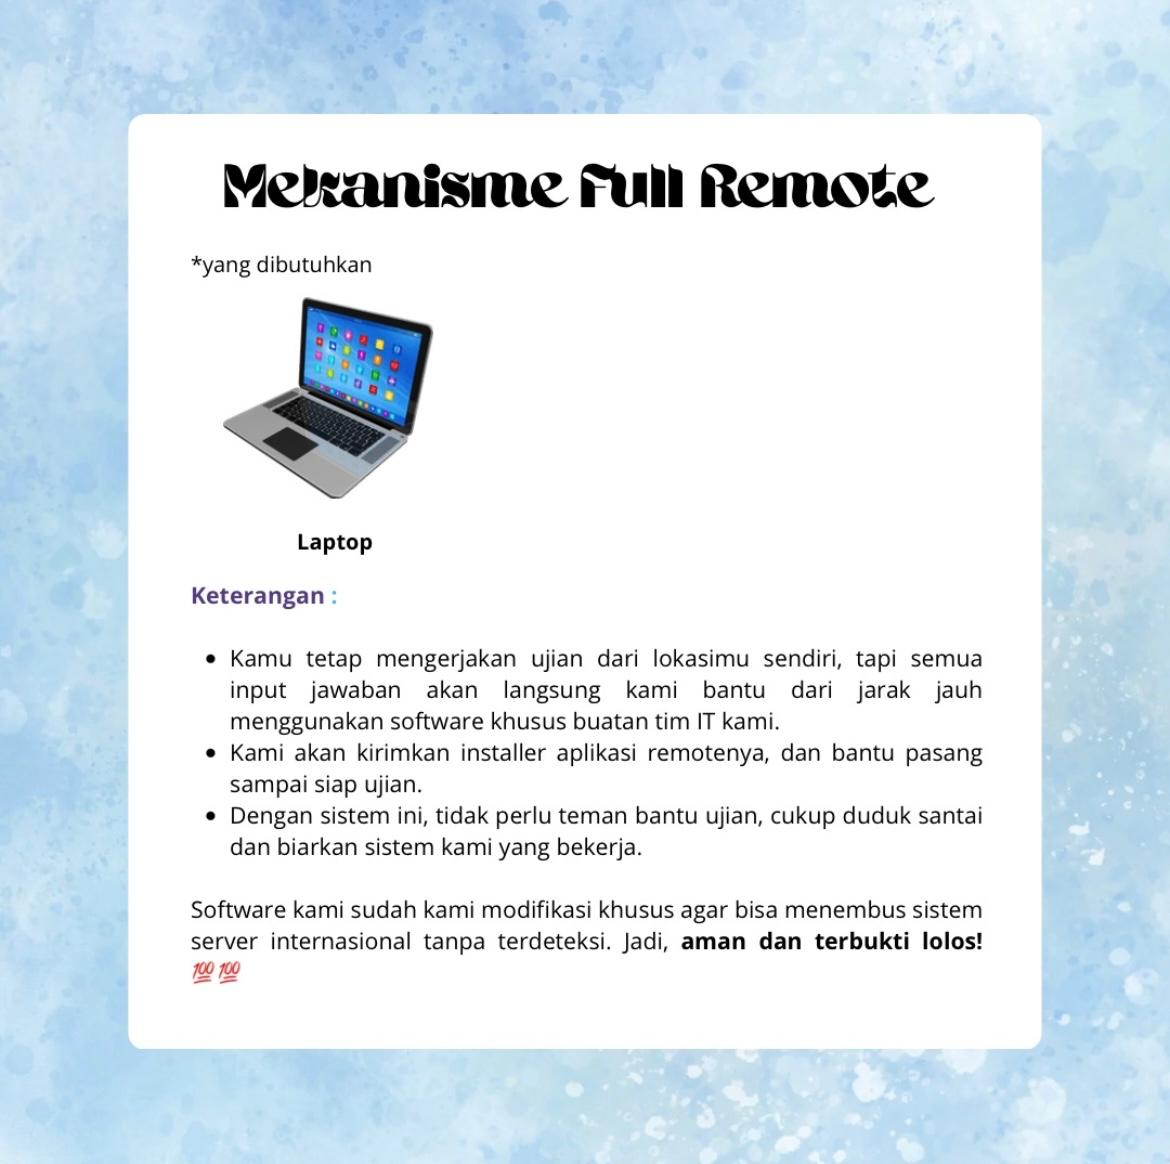 Mekanisme Full Remote
*yang dibutuhkan
Laptop
Keterangan :
• Kamu tetap mengerjakan ujian dari lokasimu sendiri, tapi semua
input jawaban akan langsung kami bantu dari jarak jauh
menggunakan software khusus buatan tim IT kami.
• Kami akan kirimkan installer aplikasi remotenya, dan bantu pasang
sampai siap ujian.
• Dengan sistem ini, tidak perlu teman bantu ujian, cukup duduk santai
dan biarkan sistem kami yang bekerja.
Software kami sudah kami modifikasi khusus agar bisa menembus sistem
server internasional tanpa terdeteksi. Jadi, aman dan terbukti lolos!
💯💯